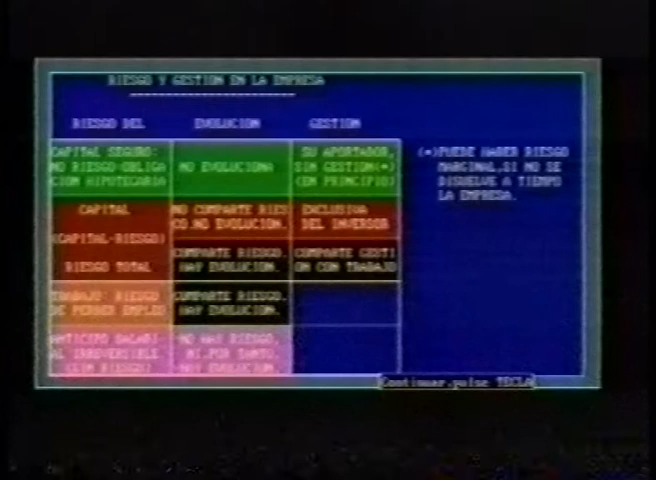 RIESGO Y GESTION EN LA EMPRESA
RIESGO DEL EVOLUCION GESTION
CAPITAL SEGURO:
NO RIESGO-OBLIGA
CION HIPOTECARIA
NO EVOLUCIONA
SU APORTADOR,
SIN GESTION(*)
(EN PRINCIPIO)
(*)PUEDE HABER RIESGO
MARGINAL,SI NO SE
DISUELVE A TIEMPO
LA EMPRESA.
CAPITAL
(CAPITAL-RIESGO)
RIESGO TOTAL
NO COMPARTE RIES
GO.NO EVOLUCION.
EXCLUSIVA
DEL INVERSOR
COMPARTE RIESGO.
HAY EVOLUCION.
COMPARTE GESTI
ON CON TRABAJO
TRABAJO: RIESGO
DE PERDER EMPLEO
COMPARTE RIESGO.
HAY EVOLUCION.
ANTICIPO SALARI
AL IRREVERSIBLE
(SIN RIESGO)
NO HAY RIESGO,
NI,POR TANTO,
HAY EVOLUCION
Continuar,pulse TECLA